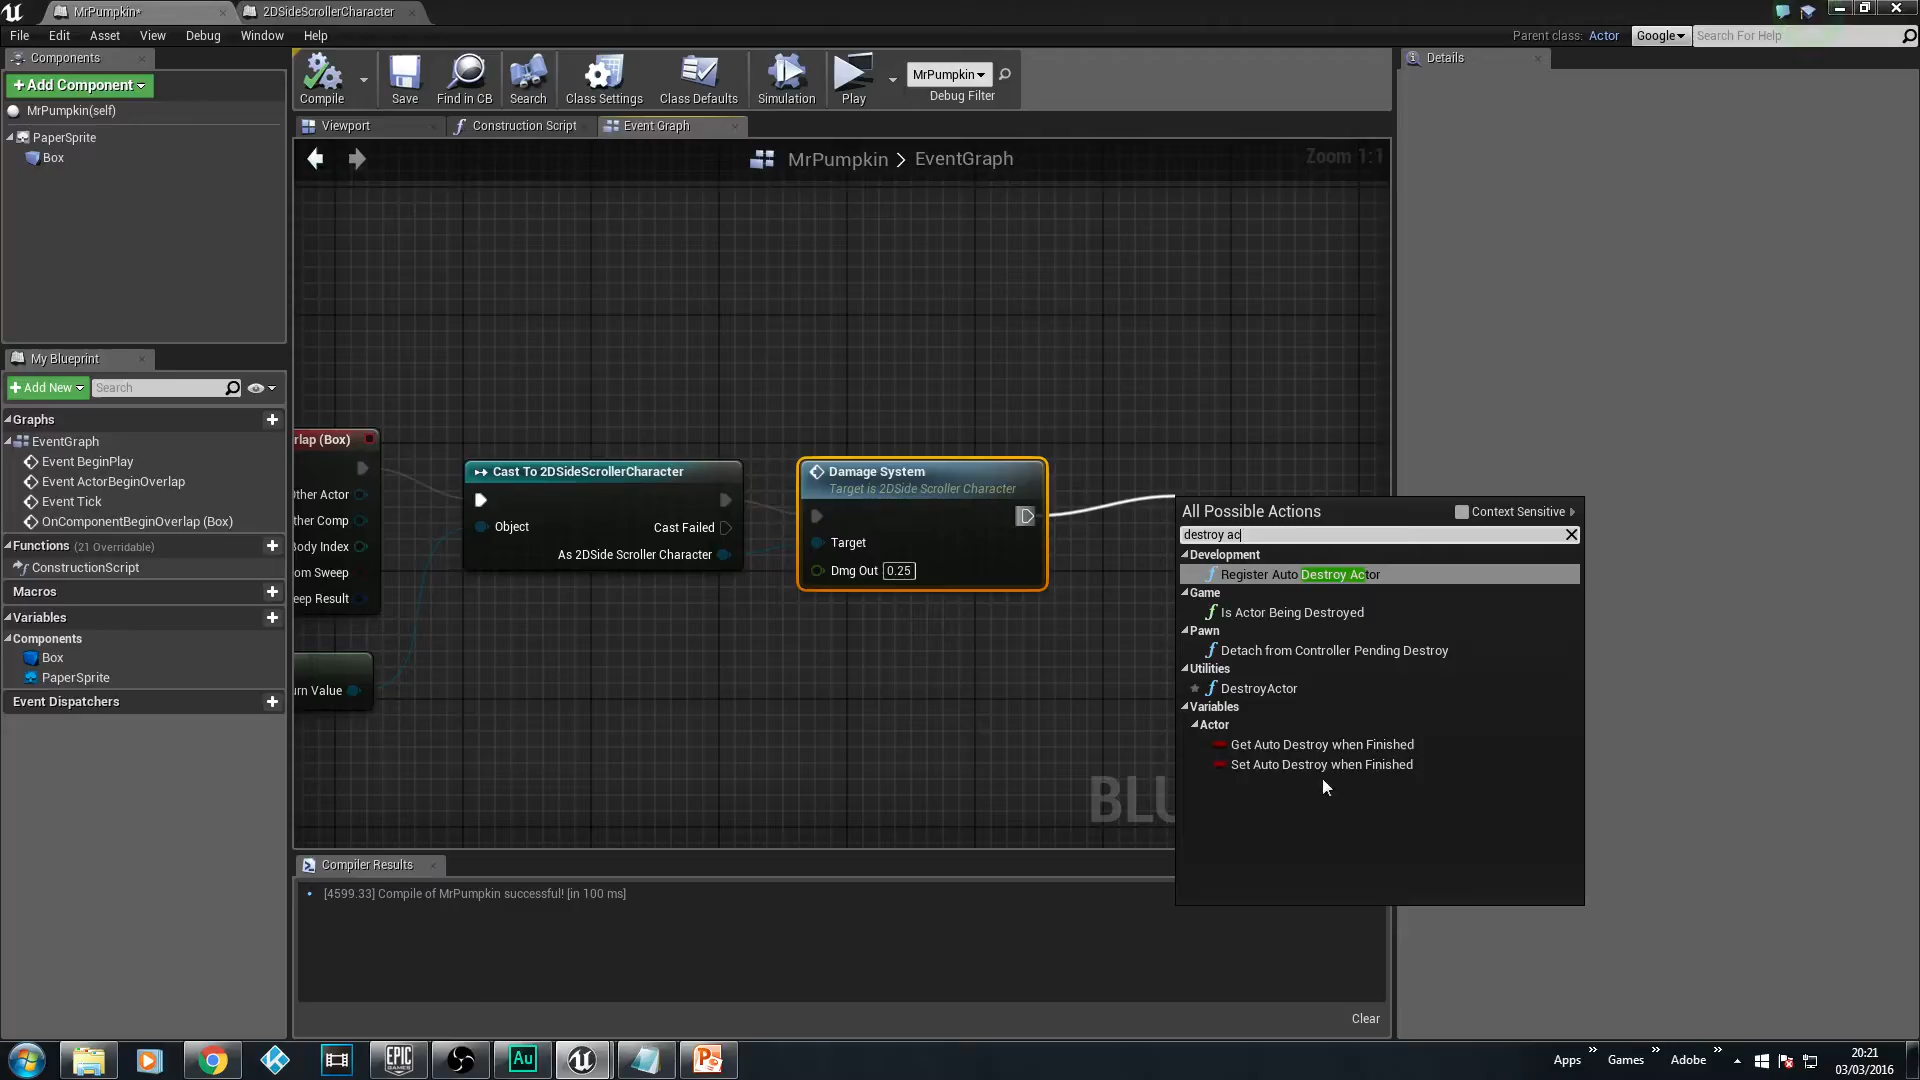 MrPumpkin*
2DSideScrollerCharacter
File Edit Asset View Debug Window Help
Parent class: Actor
Google
Search For Help
Components
+Add Component
MrPumpkin(self)
PaperSprite
Box
Compile
Save
Find in CB
Search
Class Settings
Class Defaults
Simulation
Play
MrPumpkin
Debug Filter
Details
Viewport
Construction Script
Event Graph
MrPumpkin > EventGraph
Zoom 1:1
My Blueprint
+Add New
Search
Graphs
EventGraph
Event BeginPlay
Event ActorBeginOverlap
Event Tick
OnComponentBeginOverlap (Box)
Functions (21 Overridable)
ConstructionScript
Macros
Variables
Components
Box
PaperSprite
Event Dispatchers
rlap (Box)
Other Actor
ther Comp
Body Index
om Sweep
eep Result
urn Value
Cast To 2DSideScrollerCharacter
Object
Cast Failed
As 2DSide Scroller Character
Damage System
Target is 2DSide Scroller Character
Target
Dmg Out 0.25
BLU
All Possible Actions
Context Sensitive
destroy ac
Development
Register Auto Destroy Actor
Game
Is Actor Being Destroyed
Pawn
Detach from Controller Pending Destroy
Utilities
DestroyActor
Variables
Actor
Get Auto Destroy when Finished
Set Auto Destroy when Finished
Compiler Results
[4599.33] Compile of MrPumpkin successful! [in 100 ms]
Clear
EPIC GAMES
Au
Apps
Games
Adobe
20:21
03/03/2016